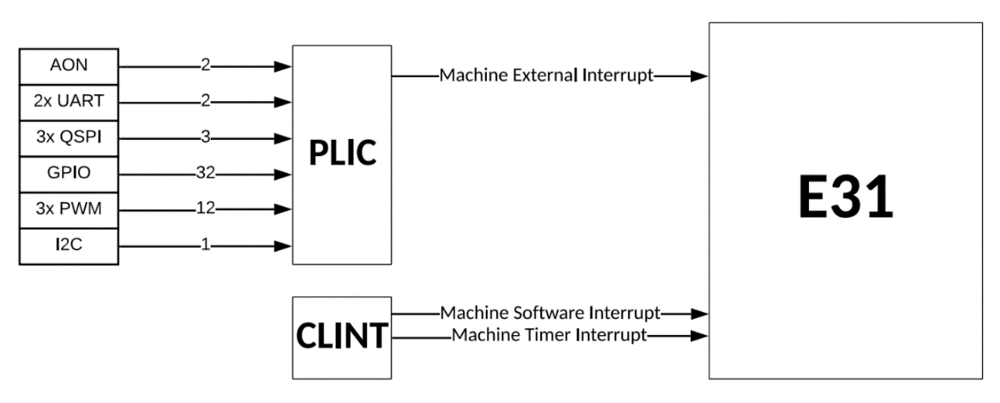 AON
2
2x UART
2
3x QSPI
3
GPIO
32
3x PWM
12
I2C
1
PLIC
Machine External Interrupt
E31
CLINT
Machine Software Interrupt
Machine Timer Interrupt